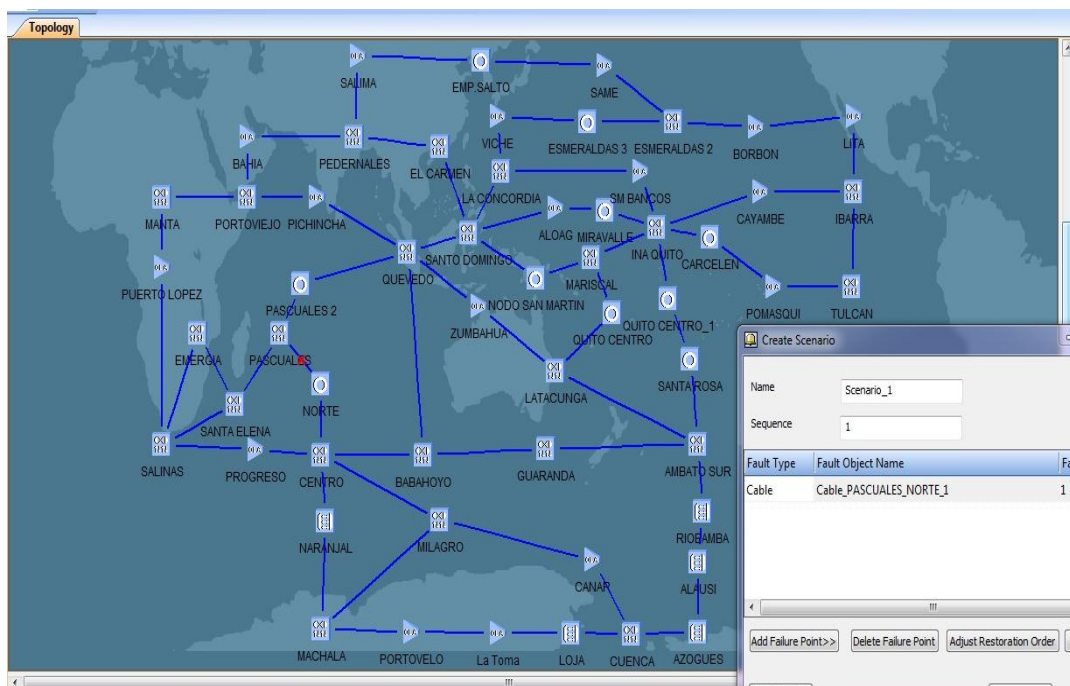 Topology
SALIMA
EMP.SALTO
SAME
BAHIA
PEDERNALES
EL CARMEN
VICHE
ESMERALDAS 3
ESMERALDAS 2
BORBON
LITA
MANTA
PORTOVIEJO
PICHINCHA
LA CONCORDIA
SM BANCOS
ALOAG
MIRAVALLE
INA QUITO
CAYAMBE
IBARRA
SANTO DOMINGO
QUEVEDO
MARISCAL
CARCELEN
PUERTO LOPEZ
PASCUALES 2
NODO SAN MARTIN
ZUMBAHUA
QUITO CENTRO
QUITO CENTRO_1
POMASQUI
TULCAN
EMERGIA
PASCUALES
NORTE
LATACUNGA
SANTA ROSA
SANTA ELENA
SALINAS
PROGRESO
CENTRO
BABAHOYO
GUARANDA
AMBATO SUR
NARANJAL
MILAGRO
RIOBAMBA
CANAR
ALAUSI
MACHALA
PORTOVELO
La Toma
LOJA
CUENCA
AZOGUES
Create Scenario
Name
Scenario_1
Sequence
1
Fault Type Fault Object Name Fa
Cable Cable_PASCUALES_NORTE_1 1
Add Failure Point>> Delete Failure Point Adjust Restoration Order